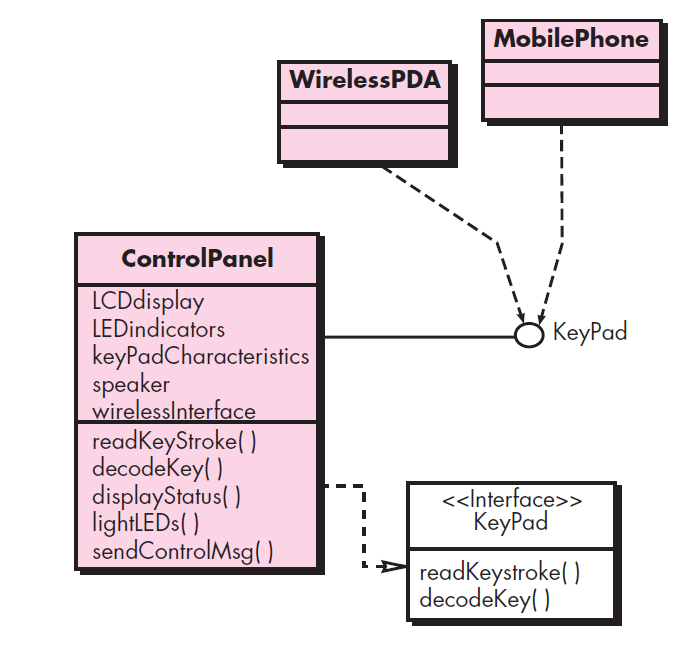 MobilePhone
WirelessPDA
ControlPanel
LCDdisplay
LEDindicators
keyPadCharacteristics
speaker
wirelessInterface
readKeyStroke( )
decodeKey( )
displayStatus( )
lightLEDs( )
sendControlMsg( )
KeyPad
<<Interface>>
KeyPad
readKeystroke( )
decodeKey( )